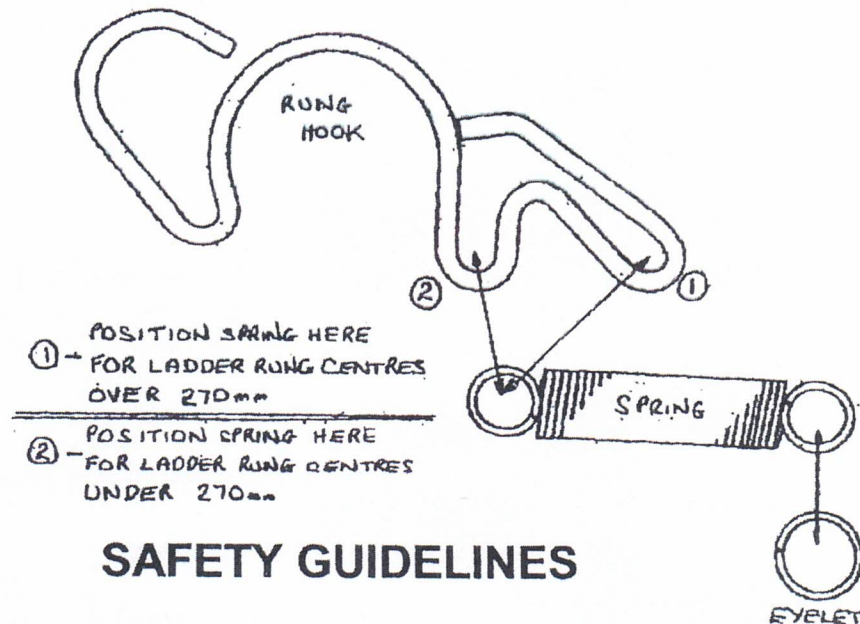 RUNG
HOOK
②
①
① - POSITION SPRING HERE
FOR LADDER RUNG CENTRES
OVER 270mm
② - POSITION SPRING HERE
FOR LADDER RUNG CENTRES
UNDER 270mm
SPRING
EYELET
SAFETY GUIDELINES